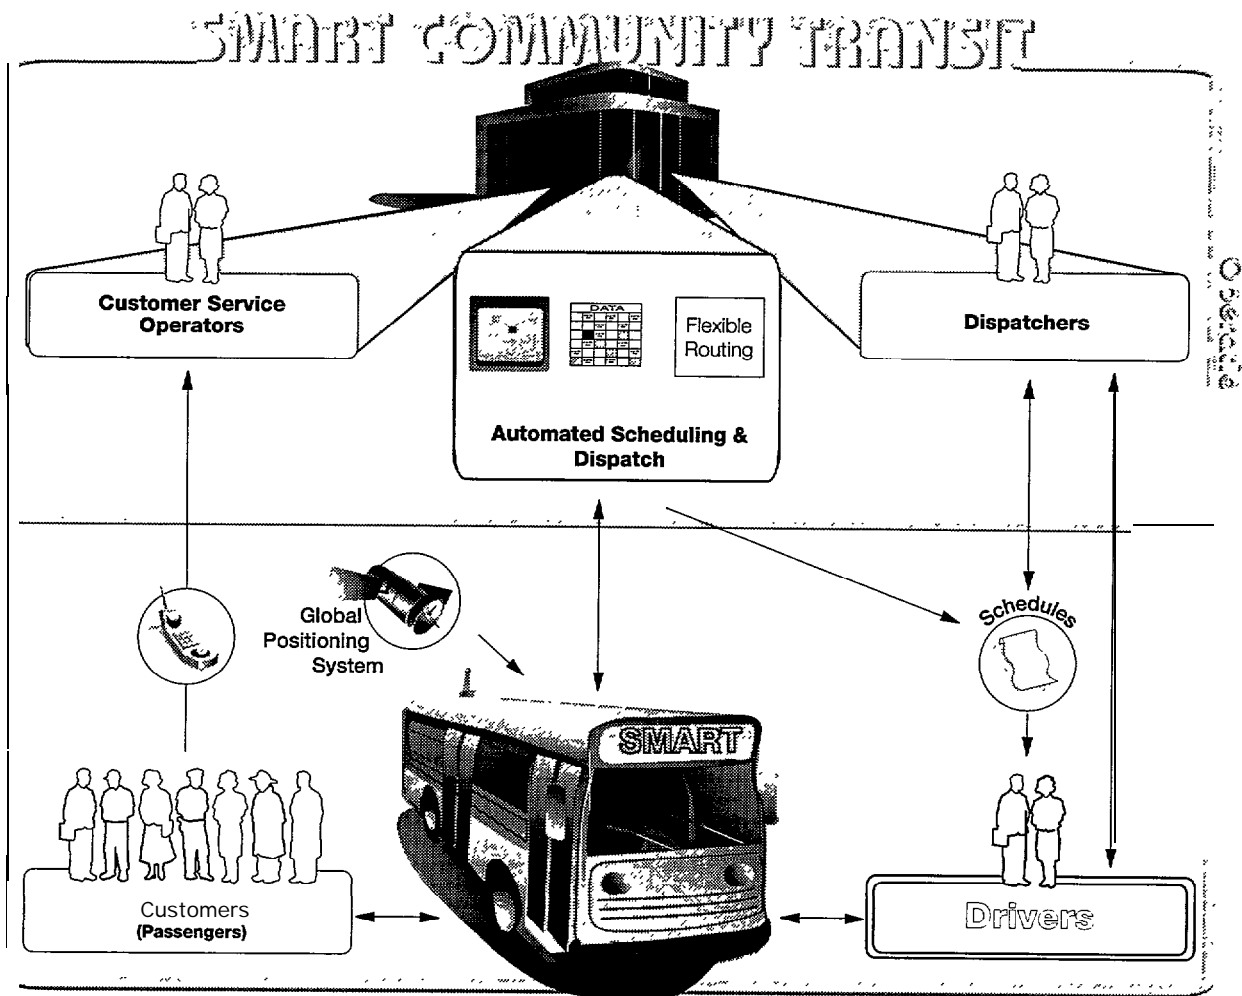 SMART COMMUNITY TRANSIT
Customer Service
Operators
DATA
Flexible
Routing
Dispatchers
Automated Scheduling &
Dispatch
Global
Positioning
System
Schedules
SMART
Customers
(Passengers)
Drivers